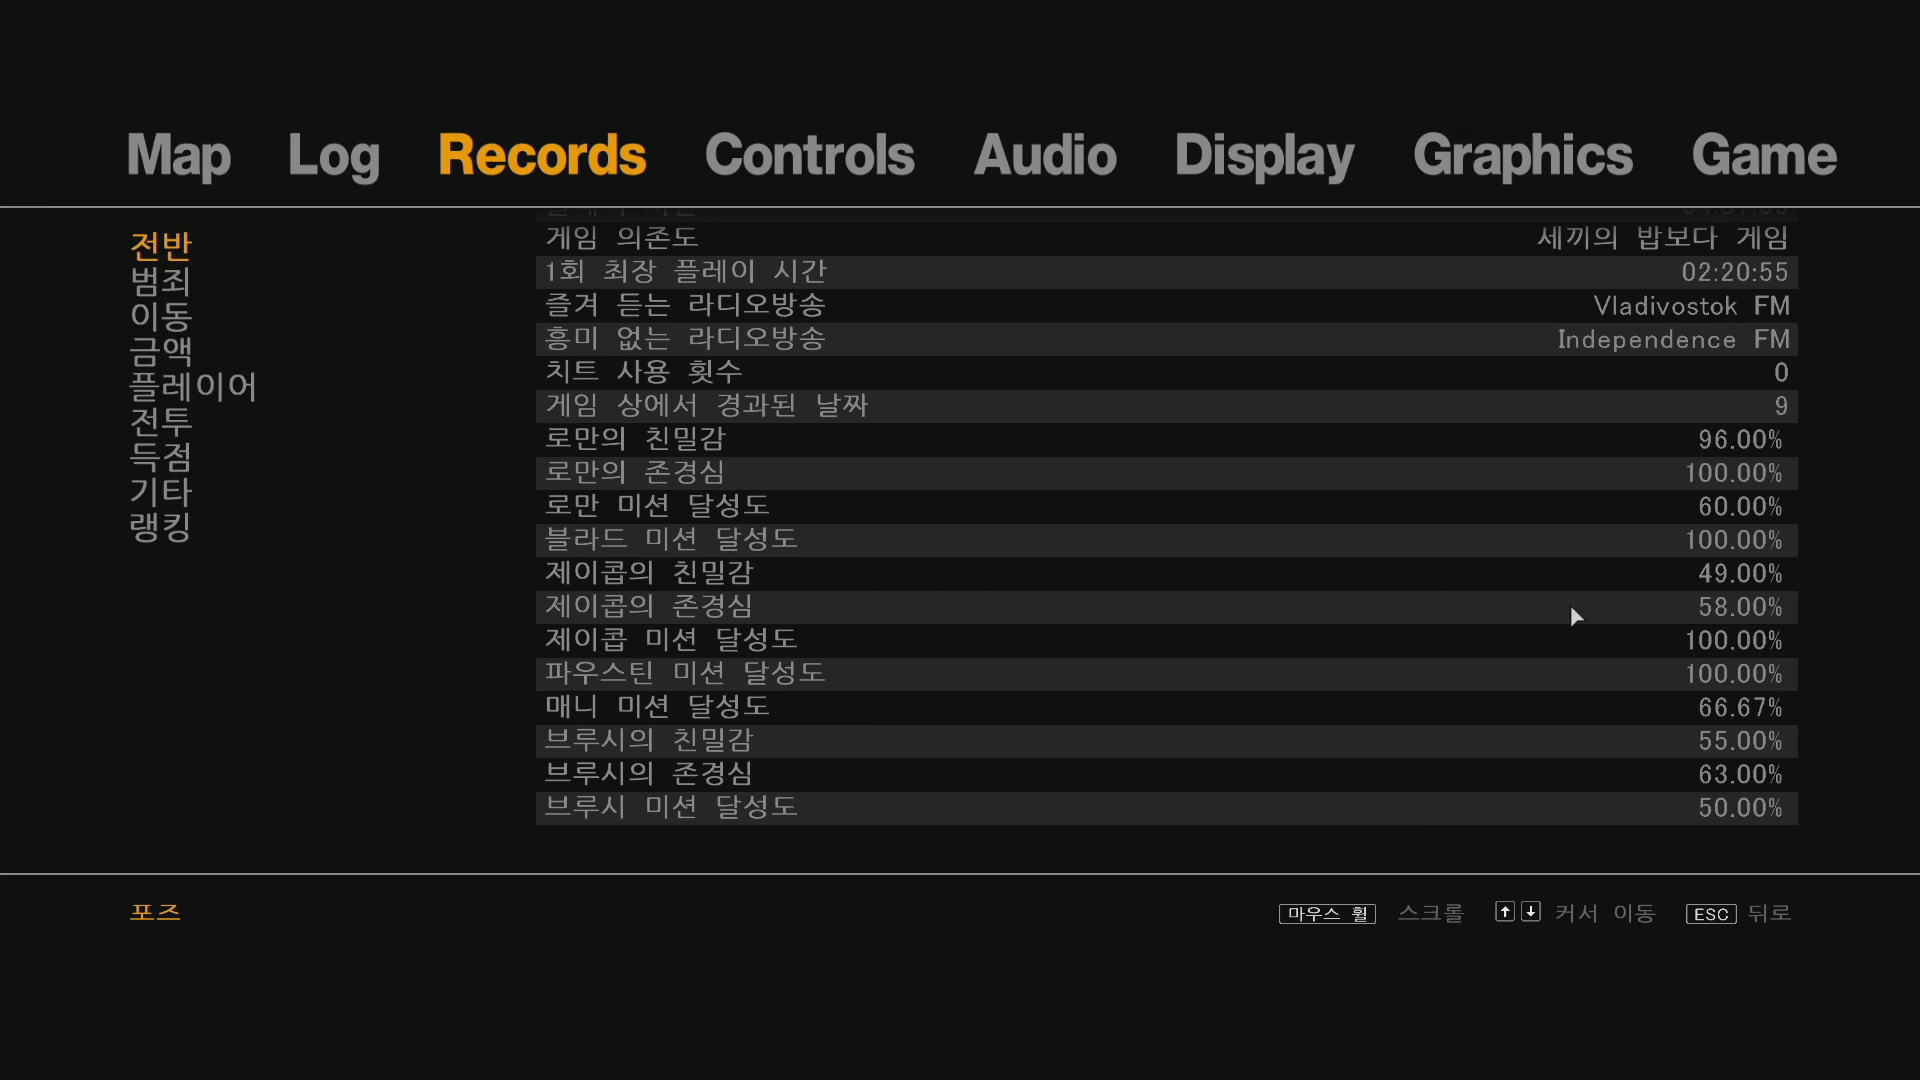 Map Log Records Controls Audio Display Graphics Game
전반
범죄
이동
금액
플레이어
전투
득점
기타
랭킹
게임 의존도 세끼의 밥보다 게임
1회 최장 플레이 시간 02:20:55
즐겨 듣는 라디오방송 Vladivostok FM
흥미 없는 라디오방송 Independence FM
치트 사용 횟수 0
게임 상에서 경과된 날짜 9
로만의 친밀감 96.00%
로만의 존경심 100.00%
로만 미션 달성도 60.00%
블라드 미션 달성도 100.00%
제이콥의 친밀감 49.00%
제이콥의 존경심 58.00%
제이콥 미션 달성도 100.00%
파우스틴 미션 달성도 100.00%
매니 미션 달성도 66.67%
브루시의 친밀감 55.00%
브루시의 존경심 63.00%
브루시 미션 달성도 50.00%
포즈 마우스 휠 스크롤 ↑ ↓ 커서 이동 ESC 뒤로